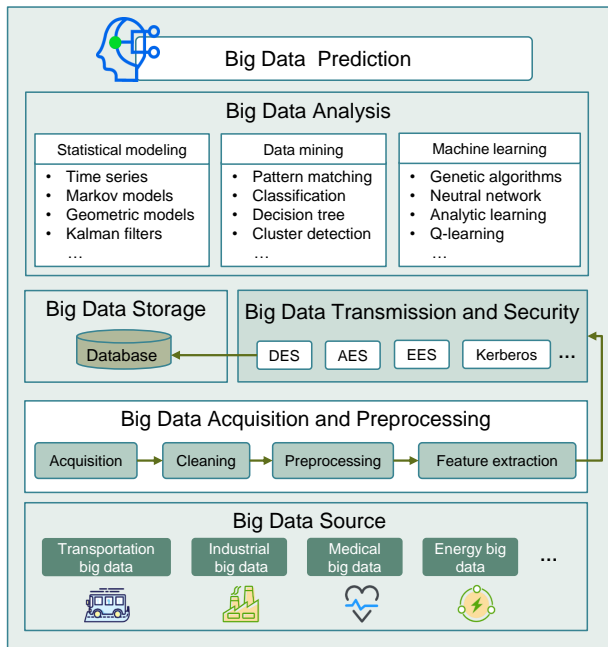 Big Data  Prediction
Big Data Analysis
Statistical modeling
• Time series
• Markov models
• Geometric models
• Kalman filters
…
Data mining
• Pattern matching
• Classification
• Decision tree
• Cluster detection
…
Machine learning
• Genetic algorithms
• Neutral network
• Analytic learning
• Q-learning
…
Big Data Storage
Database
Big Data Transmission and Security
DES AES EES Kerberos …
Big Data Acquisition and Preprocessing
Acquisition Cleaning Preprocessing Feature extraction
Big Data Source
Transportation
big data
Industrial
big data
Medical
big data
Energy big
data
…